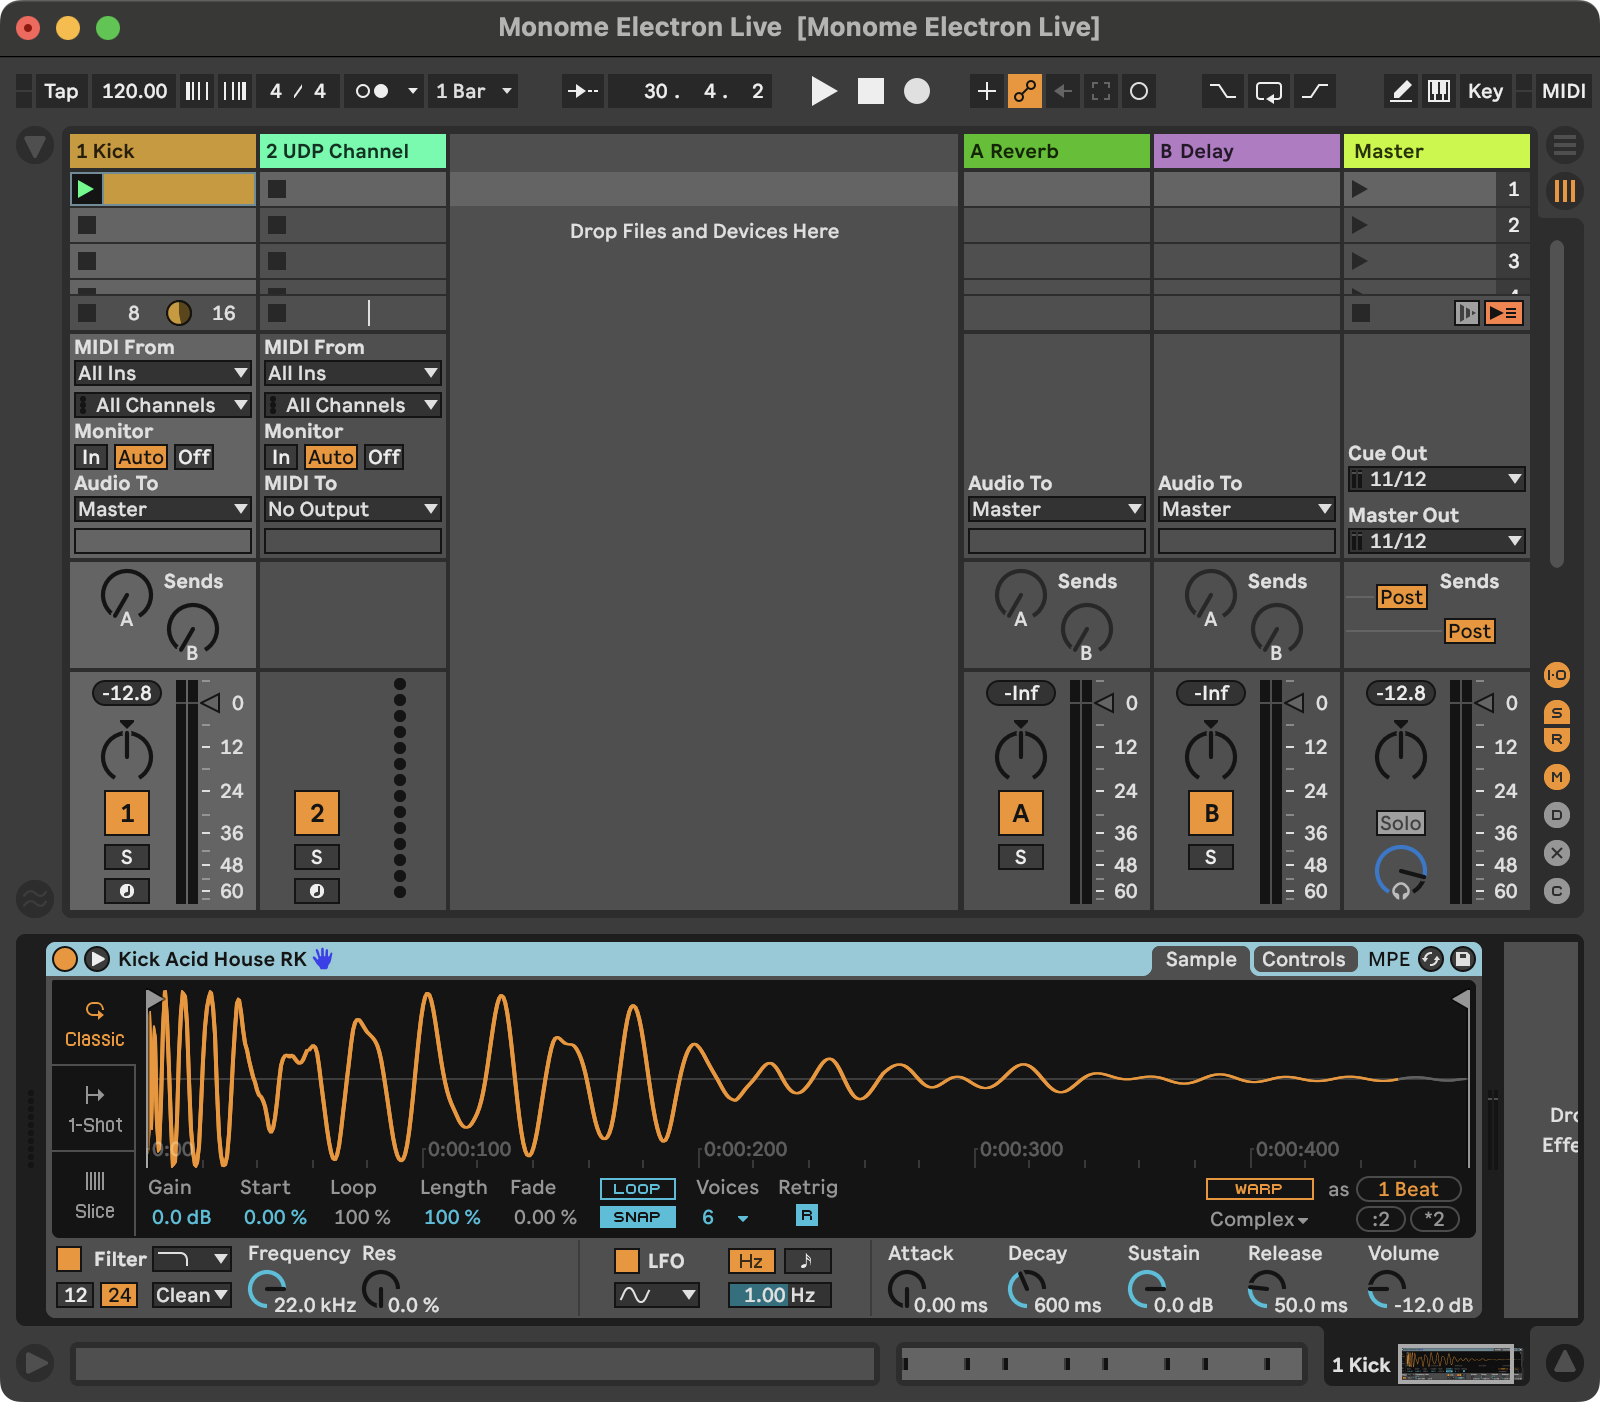 Monome Electron Live [Monome Electron Live]
Tap 120.00 4 / 4 1 Bar 30. 4. 2 Key MIDI
1 Kick 2 UDP Channel A Reverb B Delay Master
1
Drop Files and Devices Here 2
3
8 16
MIDI From MIDI From
All Ins All Ins
All Channels All Channels
Monitor Monitor
In Auto Off In Auto Off Cue Out
11/12
Audio To MIDI To Audio To Audio To
Master No Output Master Master
Master Out
11/12
Sends Sends Sends Sends
A A A Post
B B B Post
I·O
-12.8 0 -Inf 0 -Inf 0 -12.8 0
S
R
12 12 12 12
M
24 24 24 24
1 2 A B D
36 36 36 Solo 36
S S S S X
48 48 48 48
60 60 60 60 C
Kick Acid House RK Sample Controls MPE
Classic
1-Shot
0:00 0:00:100 0:00:200 0:00:300 0:00:400
Slice
Gain Start Loop Length Fade LOOP Voices Retrig WARP as 1 Beat
0.0 dB 0.00 % 100 % 100 % 0.00 % SNAP 6 R Complex :2 *2
Dro
Effe
Filter Frequency Res LFO Hz Attack Decay Sustain Release Volume
12 24 Clean 22.0 kHz 0.0 % 1.00 Hz 0.00 ms 600 ms 0.0 dB 50.0 ms -12.0 dB
1 Kick